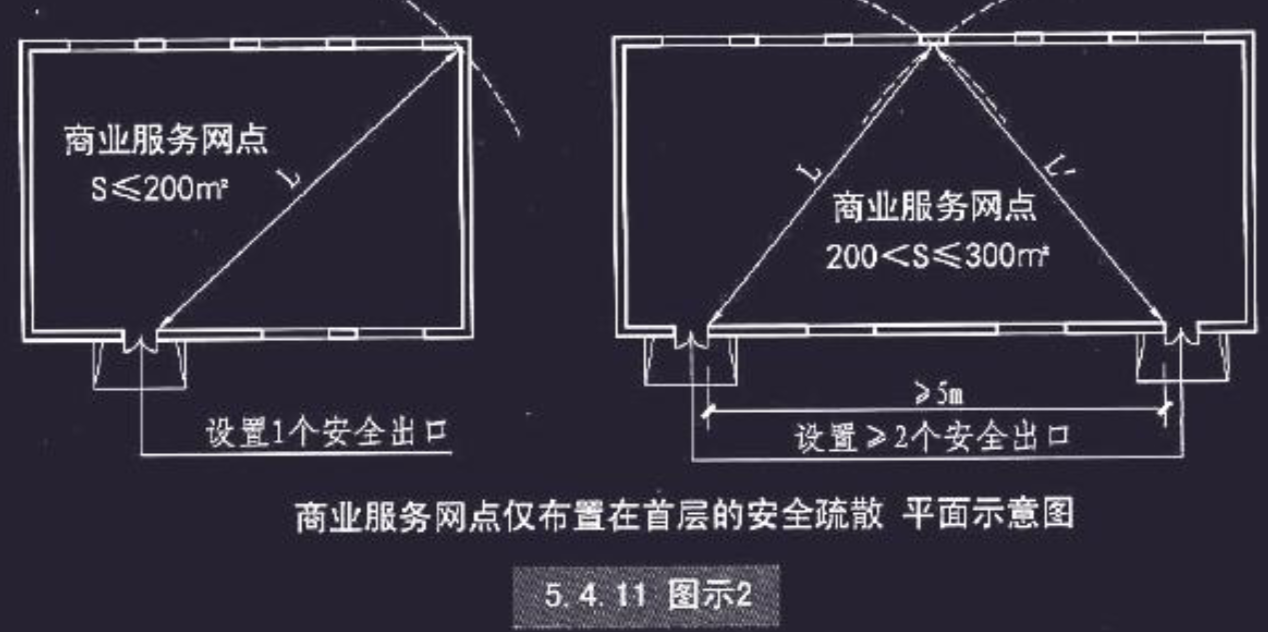 商业服务网点
S≤200㎡
L
设置1个安全出口
L
L'
商业服务网点
200<S≤300㎡
≥5m
设置≥2个安全出口
商业服务网点仅布置在首层的安全疏散 平面示意图
5.4.11 图示2